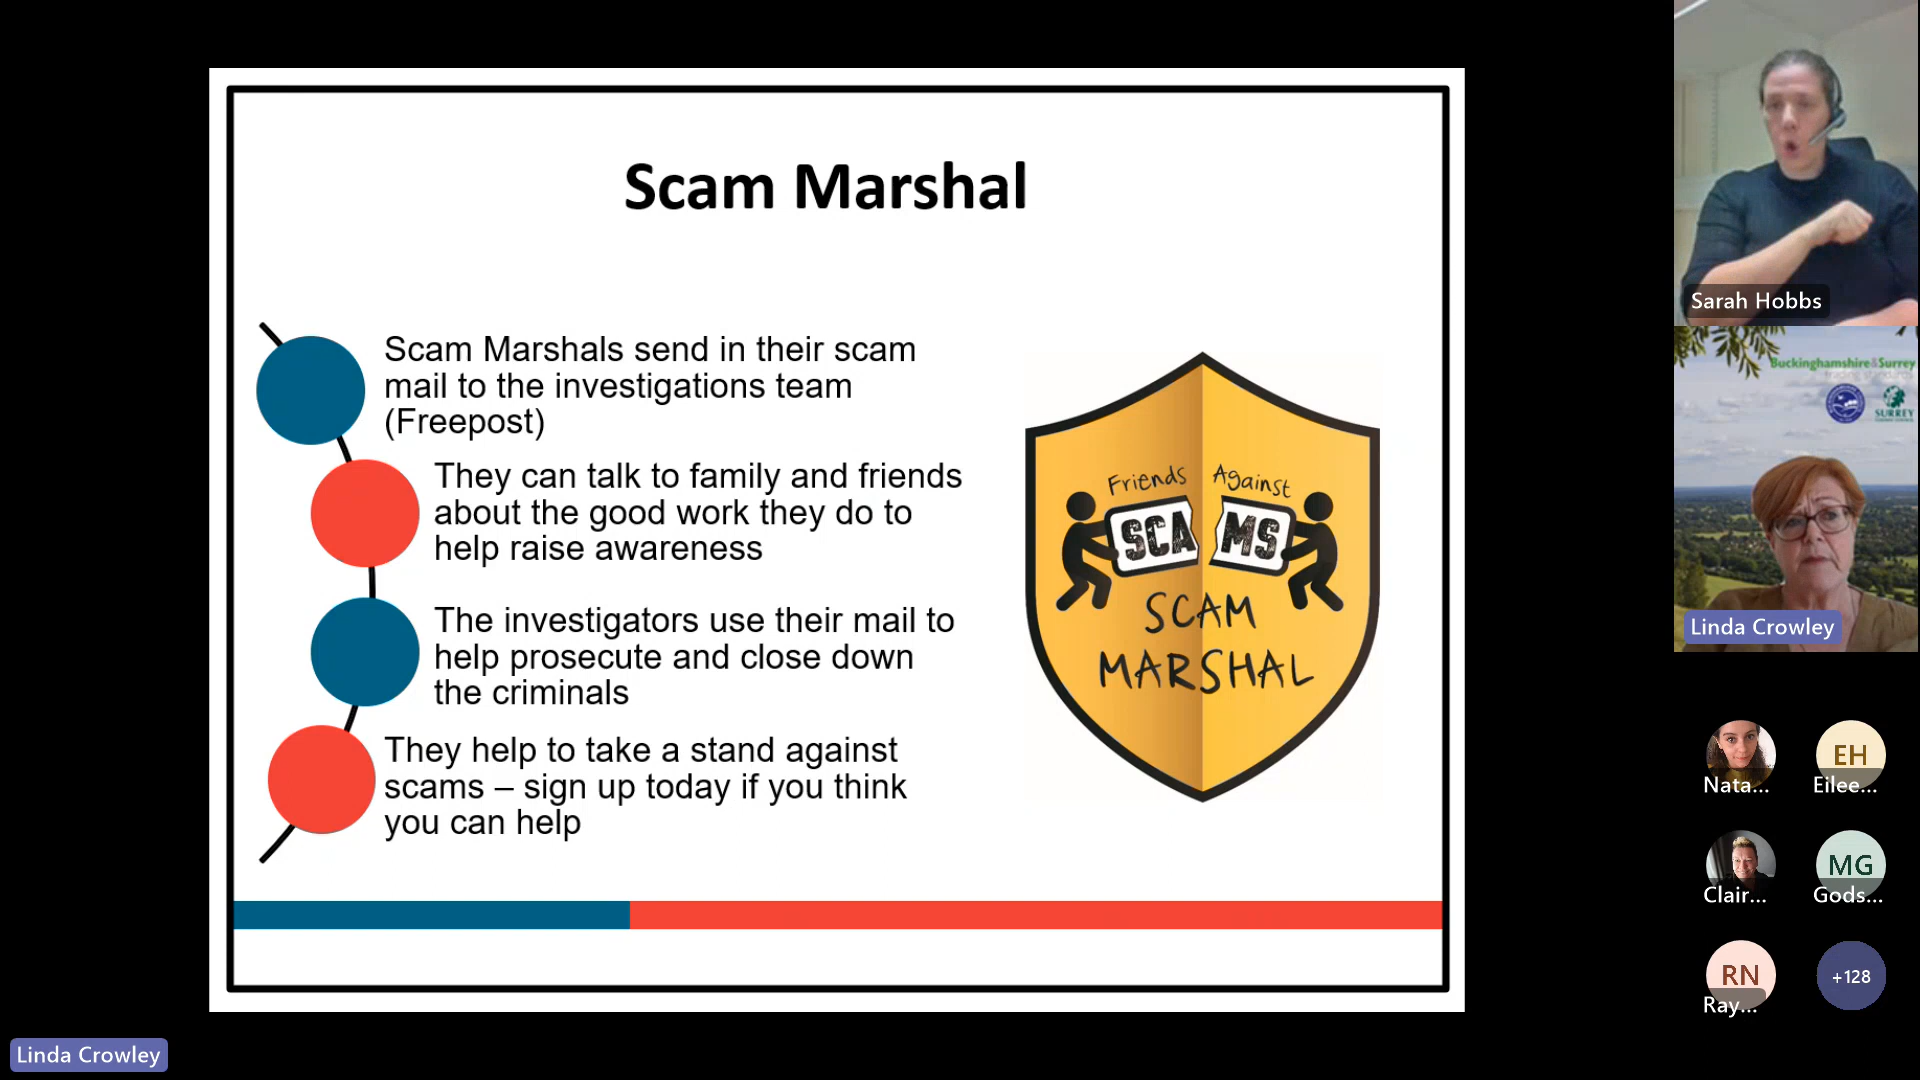 Scam Marshal
Scam Marshals send in their scam
mail to the investigations team
(Freepost)
They can talk to family and friends
about the good work they do to
help raise awareness
The investigators use their mail to
help prosecute and close down
the criminals
They help to take a stand against
scams – sign up today if you think
you can help
Friends Against
SCA MS
SCAM
MARSHAL
Sarah Hobbs
Buckinghamshire&Surrey
SURREY
Linda Crowley
Nata...
EH
Eilee...
Clair...
MG
Gods...
RN
Ray...
+128
Linda Crowley